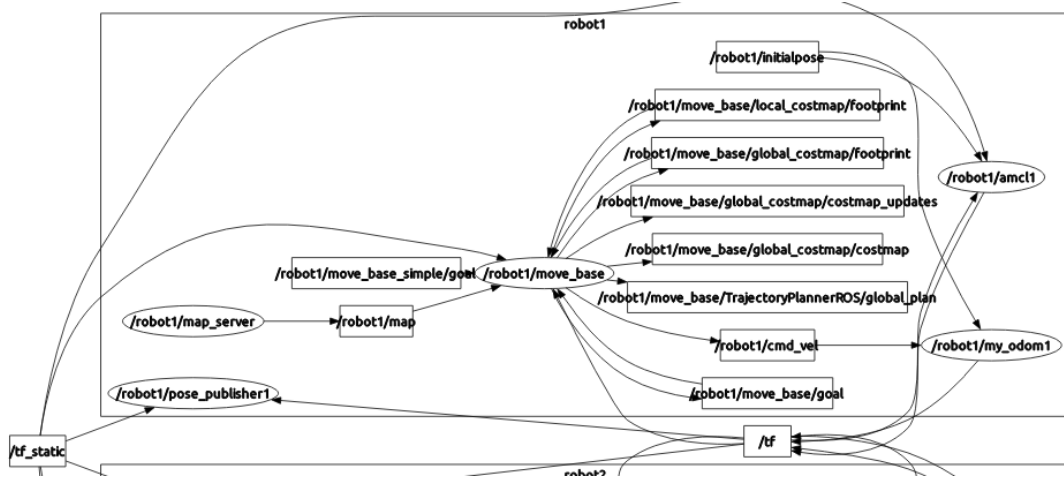 robot1
/robot1/initialpose
/robot1/move_base/local_costmap/footprint
/robot1/move_base/global_costmap/footprint
/robot1/amcl1
/robot1/move_base/global_costmap/costmap_updates
/robot1/move_base/global_costmap/costmap
/robot1/move_base_simple/goal
/robot1/move_base
/robot1/move_base/TrajectoryPlannerROS/global_plan
/robot1/map_server
/robot1/map
/robot1/cmd_vel
/robot1/my_odom1
/robot1/pose_publisher1
/robot1/move_base/goal
/tf_static
/tf
robot2